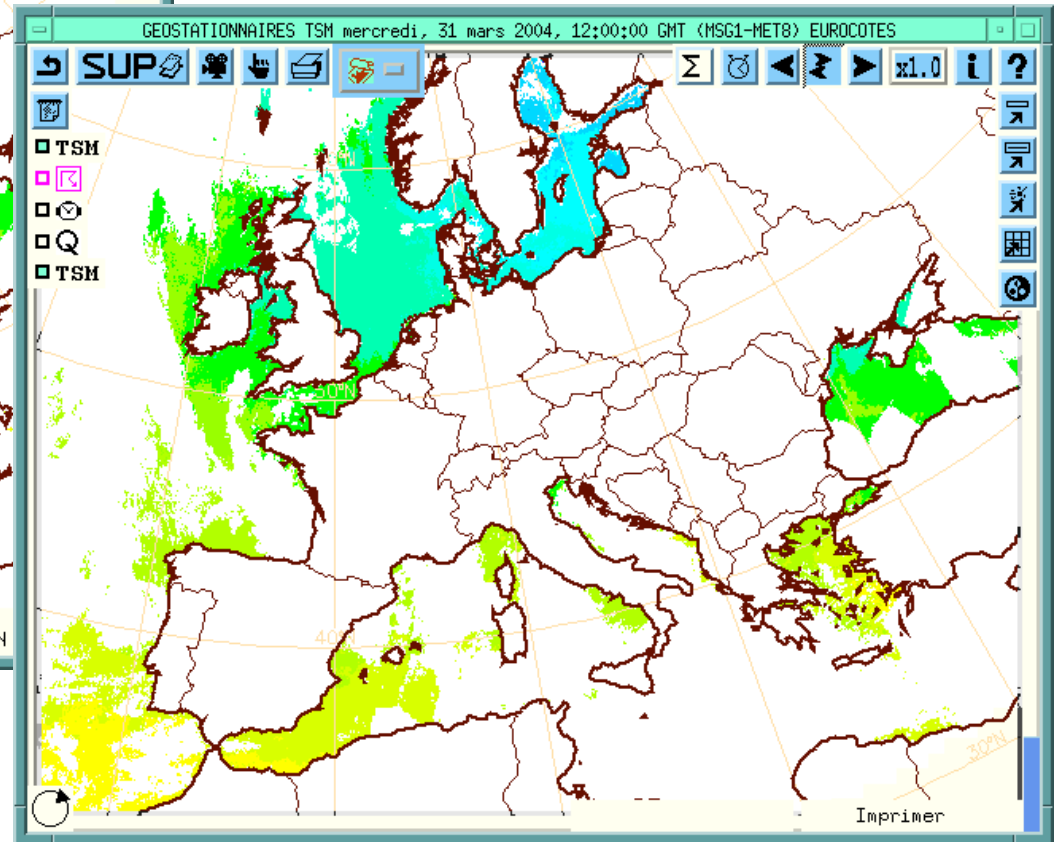 GEOSTATIONNAIRES TSM mercredi, 31 mars 2004, 12:00:00 GMT (MSG1-MET8) EUROCOTES
SUP
Σ
x1.0
i
?
TSM
Q
TSM
50°N
40°N
30°N
N
Imprimer